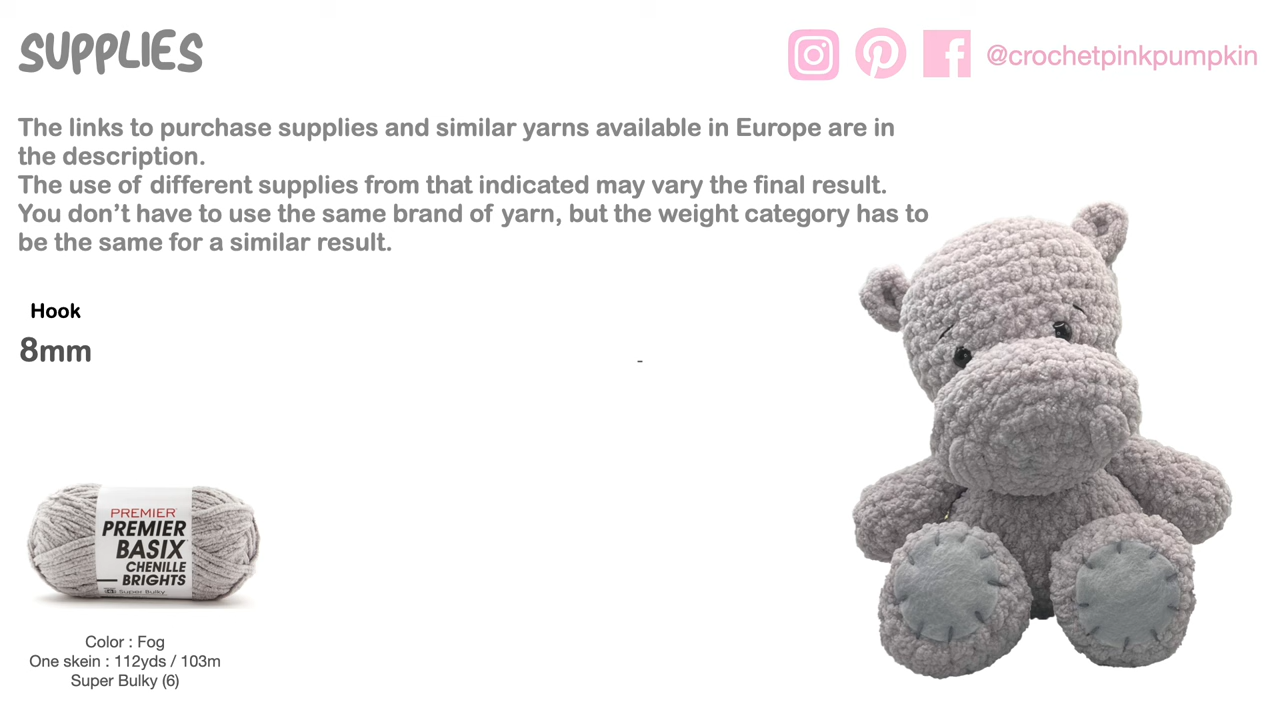 SUPPLIES
@crochetpinkpumpkin
The links to purchase supplies and similar yarns available in Europe are in
the description.
The use of different supplies from that indicated may vary the final result.
You don’t have to use the same brand of yarn, but the weight category has to
be the same for a similar result.
Hook
8mm
-
PREMIER
PREMIER
BASIX
CHENILLE
BRIGHTS
Super Bulky
Color : Fog
One skein : 112yds / 103m
Super Bulky (6)